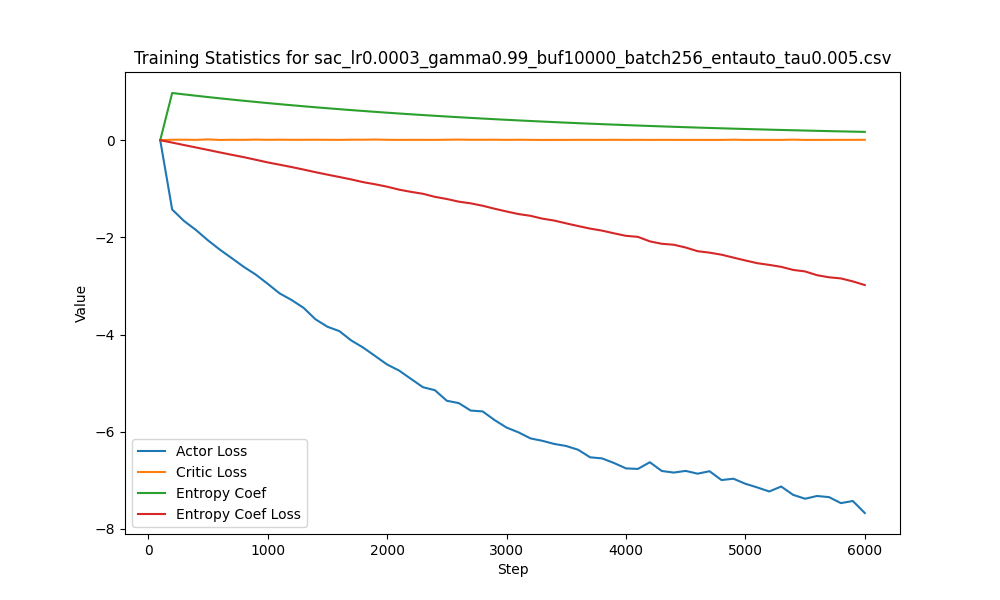 Training Statistics for sac_lr0.0003_gamma0.99_buf10000_batch256_entauto_tau0.005.csv
Value
0
−2
−4
−6
−8
Actor Loss
Critic Loss
Entropy Coef
Entropy Coef Loss
0 1000 2000 3000 4000 5000 6000
Step